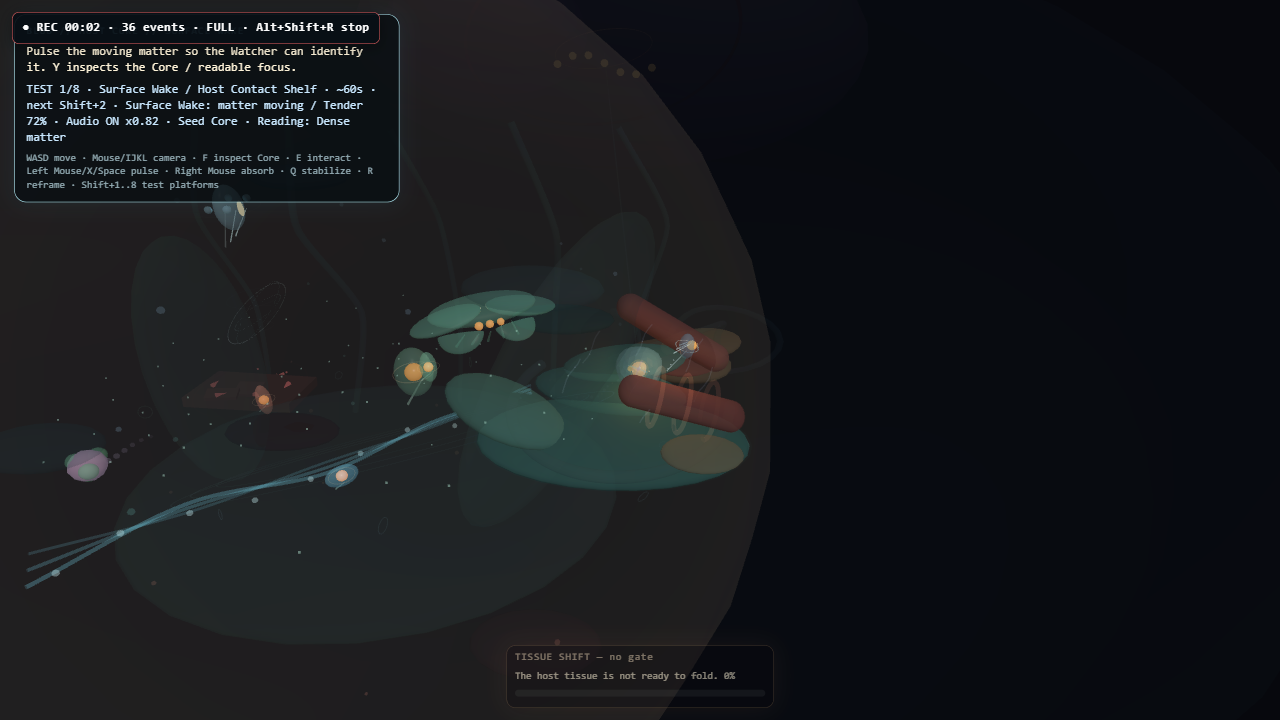 ● REC 00:02 · 36 events · FULL · Alt+Shift+R stop
Pulse the moving matter so the Watcher can identify
it. Y inspects the Core / readable focus.
TEST 1/8 · Surface Wake / Host Contact Shelf · ~60s ·
next Shift+2 · Surface Wake: matter moving / Tender
72% · Audio ON x0.82 · Seed Core · Reading: Dense
matter
WASD move · Mouse/IJKL camera · F inspect Core · E interact ·
Left Mouse/X/Space pulse · Right Mouse absorb · Q stabilize · R
reframe · Shift+1..8 test platforms
TISSUE SHIFT — no gate
The host tissue is not ready to fold. 0%